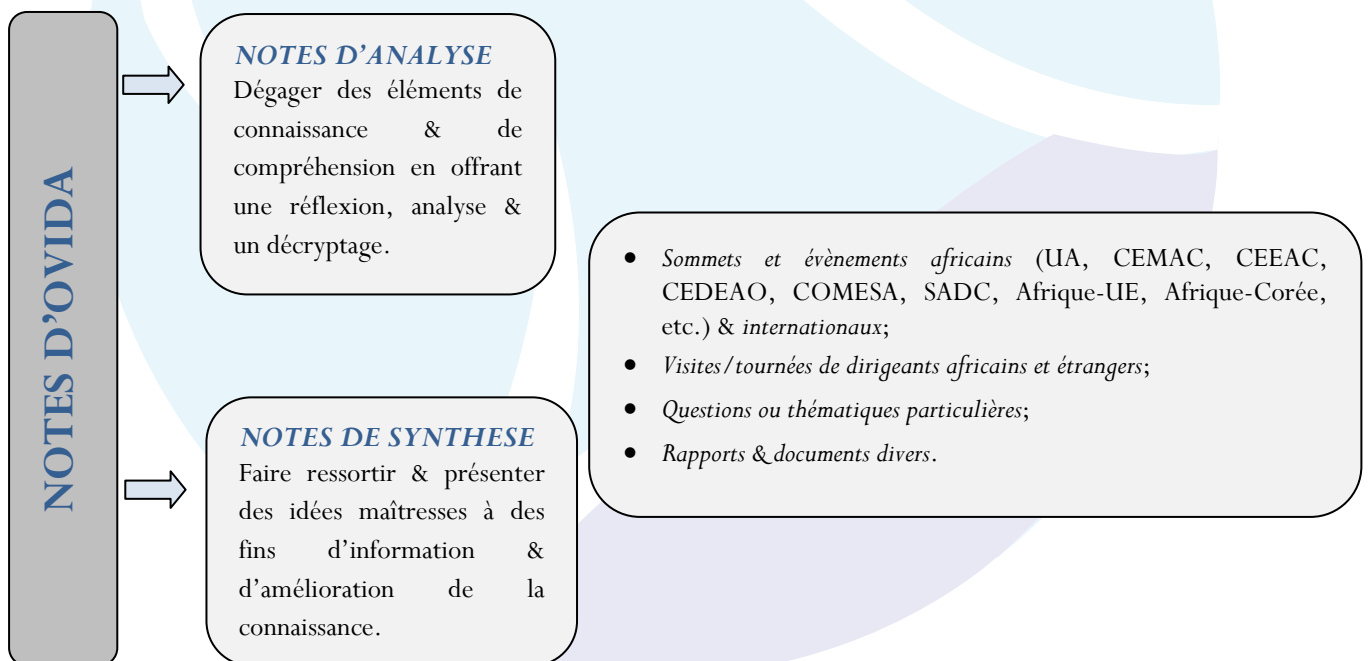 NOTES D'OVIDA
NOTES D'ANALYSE
Dégager des éléments de
connaissance & de
compréhension en offrant
une réflexion, analyse &
un décryptage.
NOTES DE SYNTHESE
Faire ressortir & présenter
des idées maîtresses à des
fins d'information &
d'amélioration de la
connaissance.
• Sommets et évènements africains (UA, CEMAC, CEEAC,
CEDEAO, COMESA, SADC, Afrique-UE, Afrique-Corée,
etc.) & internationaux;
• Visites/tournées de dirigeants africains et étrangers;
• Questions ou thématiques particulières;
• Rapports & documents divers.